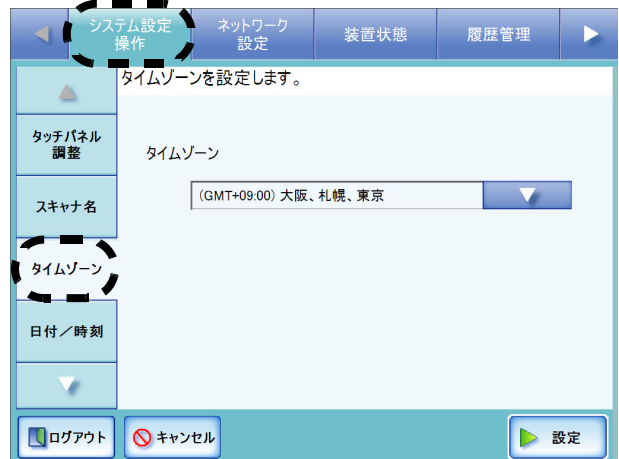 システム設定
操作
ネットワーク
設定
装置状態
履歴管理
タイムゾーンを設定します。
タッチパネル
調整
スキャナ名
タイムゾーン
日付／時刻
タイムゾーン
(GMT+09:00) 大阪、札幌、東京
ログアウト
キャンセル
設定